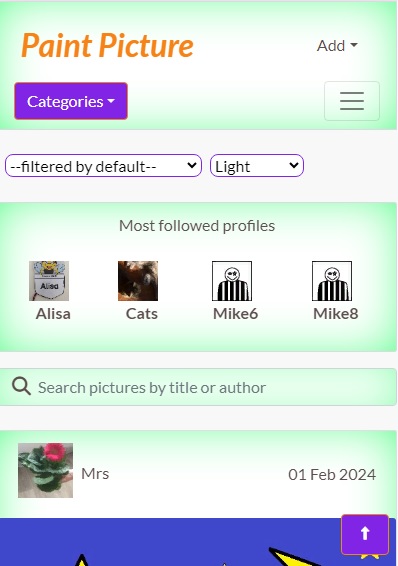 Paint Picture
Add
Categories
--filtered by default-- Light
Most followed profiles
Alisa
Alisa Cats Mike6 Mike8
Search pictures by title or author
Mrs 01 Feb 2024